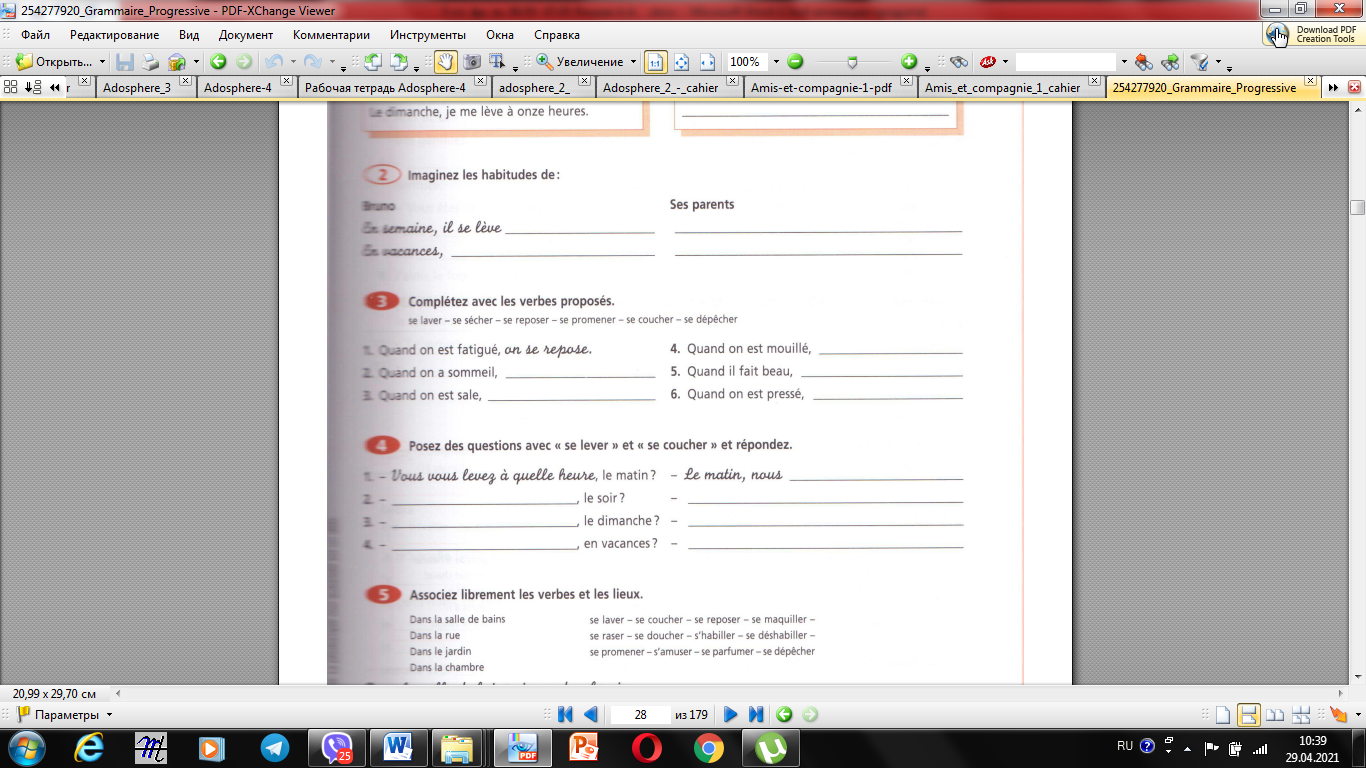 254277920_Grammaire_Progressive - PDF-XChange Viewer
Файл Редактирование Вид Документ Комментарии Инструменты Окна Справка
Download PDF
Creation Tools
Открыть... Увеличение 100%
Adosphere_3 Adosphere-4 Рабочая тетрадь Adosphere-4 adosphere_2_ Adosphere_2_-_cahier Amis-et-compagnie-1-pdf Amis_et_compagnie_1_cahier 254277920_Grammaire_Progressive
Le dimanche, je me lève à onze heures.
2 Imaginez les habitudes de :
Bruno Ses parents
En semaine, il se lève
En vacances,
3 Complétez avec les verbes proposés.
se laver – se sécher – se reposer – se promener – se coucher – se dépêcher
1. Quand on est fatigué, on se repose.
2. Quand on a sommeil,
3. Quand on est sale,
4. Quand on est mouillé,
5. Quand il fait beau,
6. Quand on est pressé,
4 Posez des questions avec « se lever » et « se coucher » et répondez.
1. – Vous vous levez à quelle heure, le matin ? – Le matin, nous
2. – , le soir ? –
3. – , le dimanche ? –
4. – , en vacances ? –
5 Associez librement les verbes et les lieux.
Dans la salle de bains
Dans la rue
Dans le jardin
Dans la chambre
se laver – se coucher – se reposer – se maquiller –
se raser – se doucher – s'habiller – se déshabiller –
se promener – s'amuser – se parfumer – se dépêcher
20,99 x 29,70 см
Параметры 28 из 179
25
RU 10:39
29.04.2021